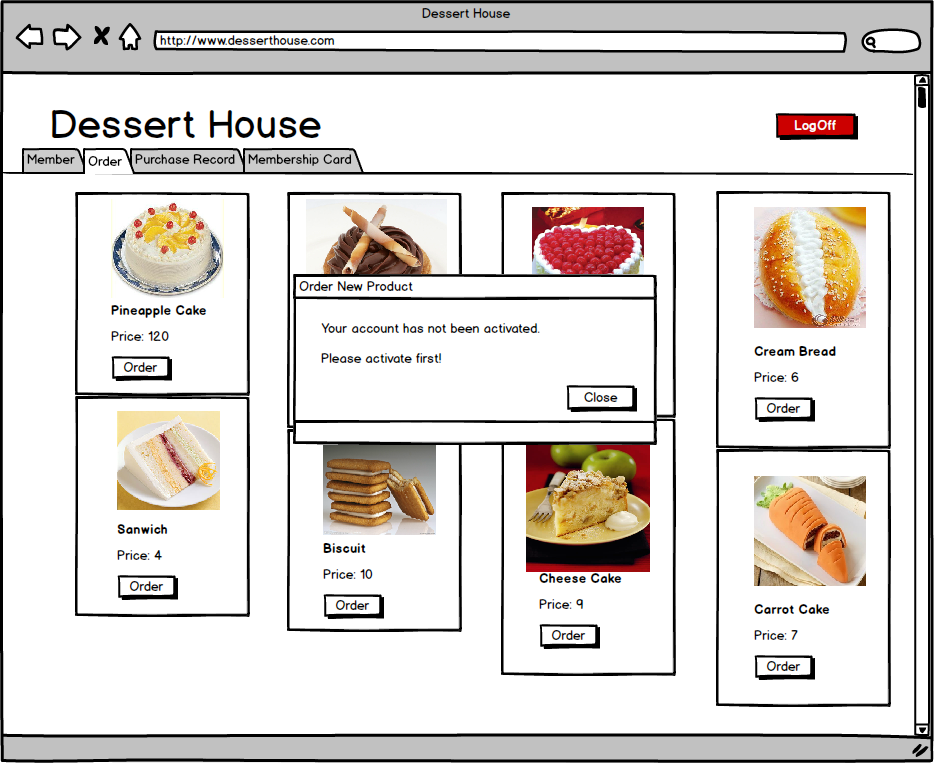 Dessert House
http://www.desserthouse.com
Dessert House
LogOff
Member
Order
Purchase Record
Membership Card
Pineapple Cake
Price: 120
Order
Order New Product
Your account has not been activated.
Please activate first!
Close
Cream Bread
Price: 6
Order
Sanwich
Price: 4
Order
Biscuit
Price: 10
Order
Cheese Cake
Price: 9
Order
Carrot Cake
Price: 7
Order